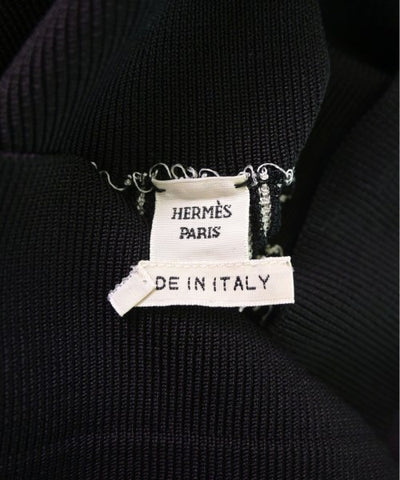 HERMÈS
PARIS
DE IN ITALY